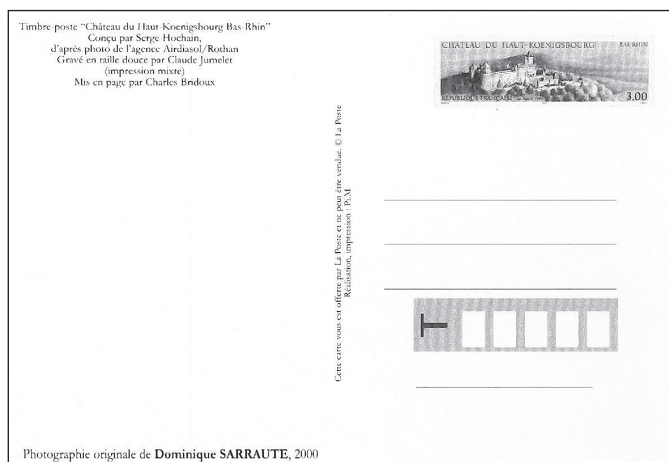 Timbre-poste "Château du Haut-Koenigsbourg Bas-Rhin"
Conçu par Serge Hochain,
d'après photo de l'agence Airdiasol/Rothan
Gravé en taille douce par Claude Jumelet
(impression mixte)
Mis en page par Charles Bridoux
CHATEAU DU HAUT-KOENIGSBOURG BAS-RHIN
REPUBLIQUE FRANÇAISE
3,00
Cette carte vous est offerte par La Poste et ne peut être vendue. © La Poste
Réalisation, impression : P.i.M
Photographie originale de Dominique SARRAUTE, 2000